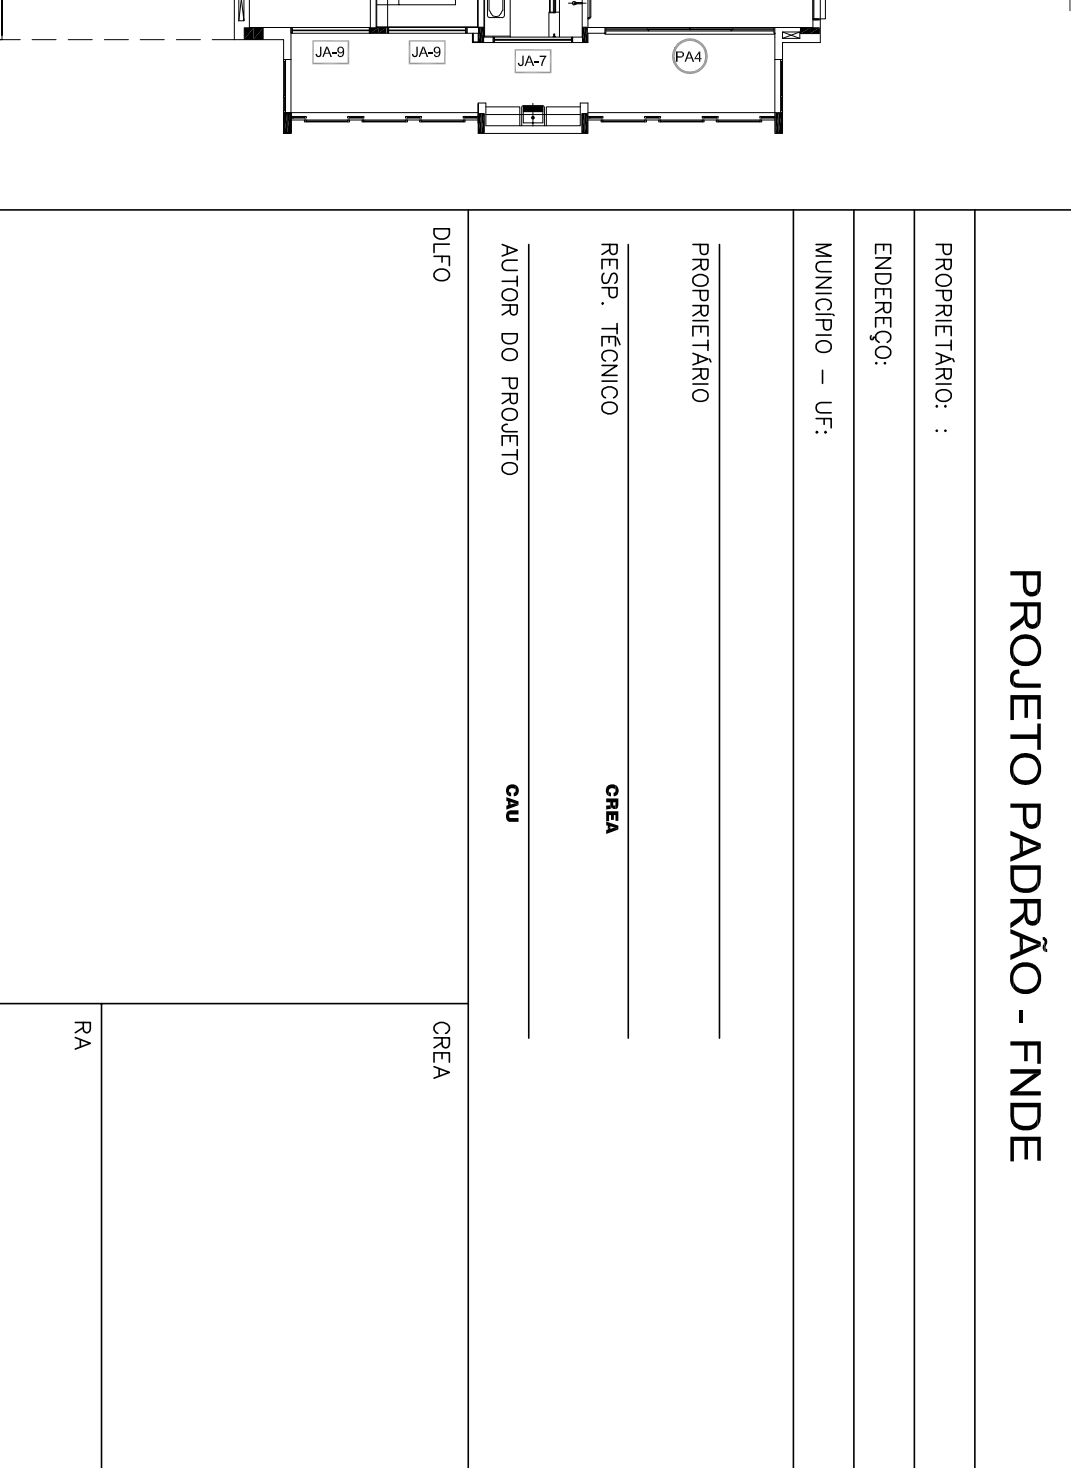 JA-9
JA-9
JA-7
PA4
PROJETO PADRÃO - FNDE
PROPRIETÁRIO: :
ENDEREÇO:
MUNICÍPIO – UF:
PROPRIETÁRIO
RESP. TÉCNICO CREA
AUTOR DO PROJETO CAU
DLFO
CREA
RA